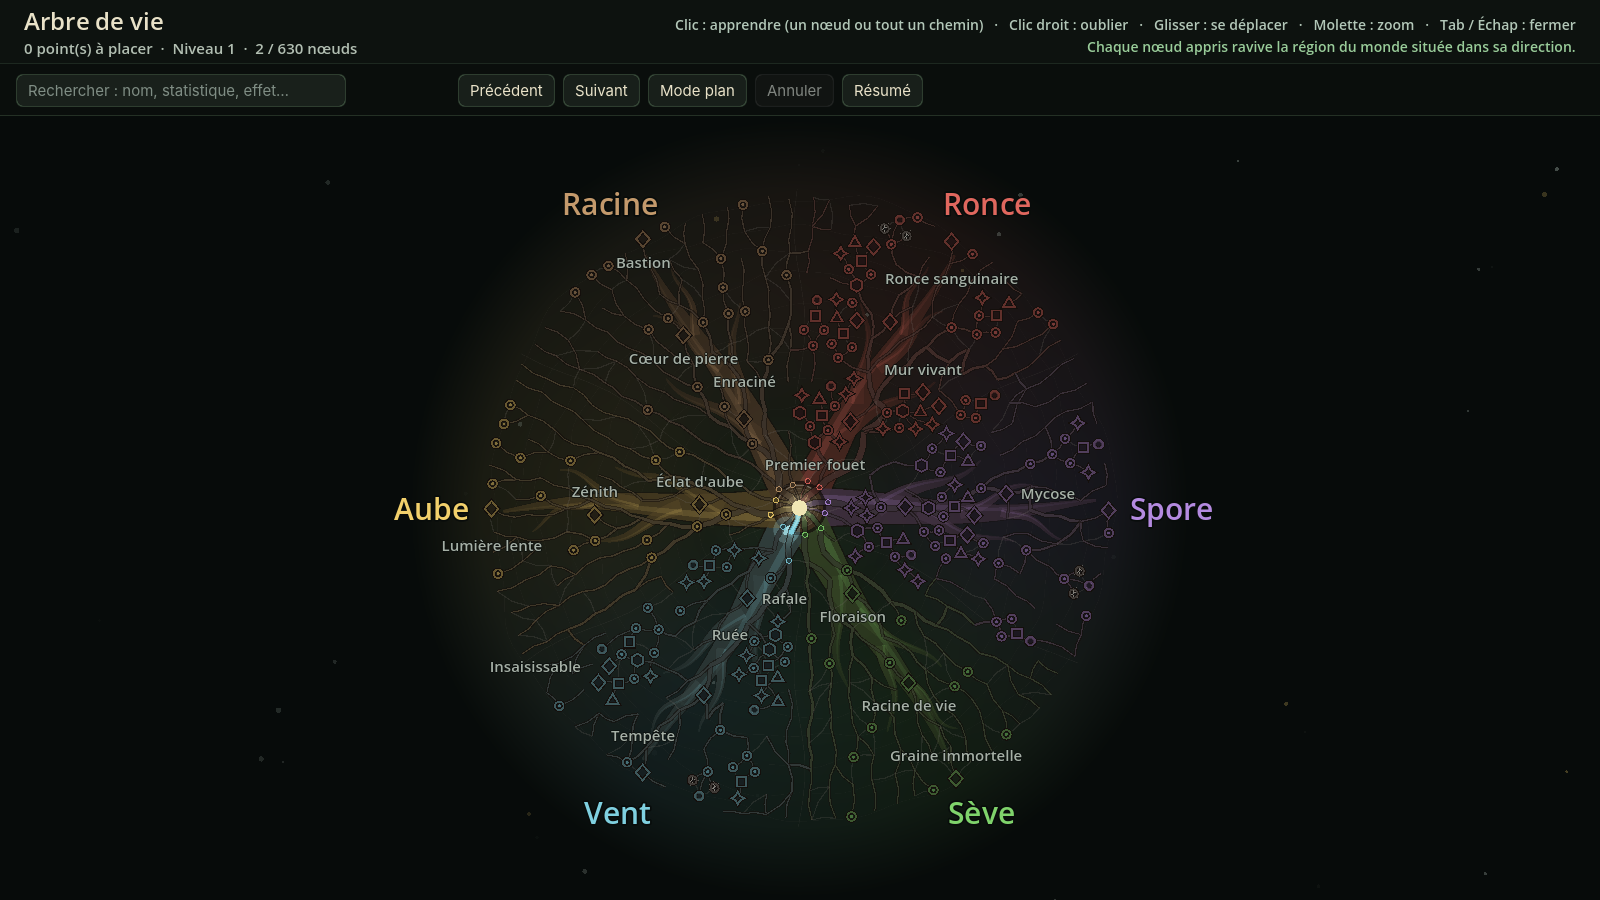 Arbre de vie
0 point(s) à placer · Niveau 1 · 2 / 630 nœuds
Clic : apprendre (un nœud ou tout un chemin) · Clic droit : oublier · Glisser : se déplacer · Molette : zoom · Tab / Échap : fermer
Chaque nœud appris ravive la région du monde située dans sa direction.
Rechercher : nom, statistique, effet...
Précédent
Suivant
Mode plan
Annuler
Résumé
Racine
Ronce
Bastion
Ronce sanguinaire
Cœur de pierre
Mur vivant
Enraciné
Premier fouet
Éclat d'aube
Zénith
Mycose
Aube
Spore
Lumière lente
Rafale
Floraison
Ruée
Insaisissable
Racine de vie
Tempête
Graine immortelle
Vent
Sève